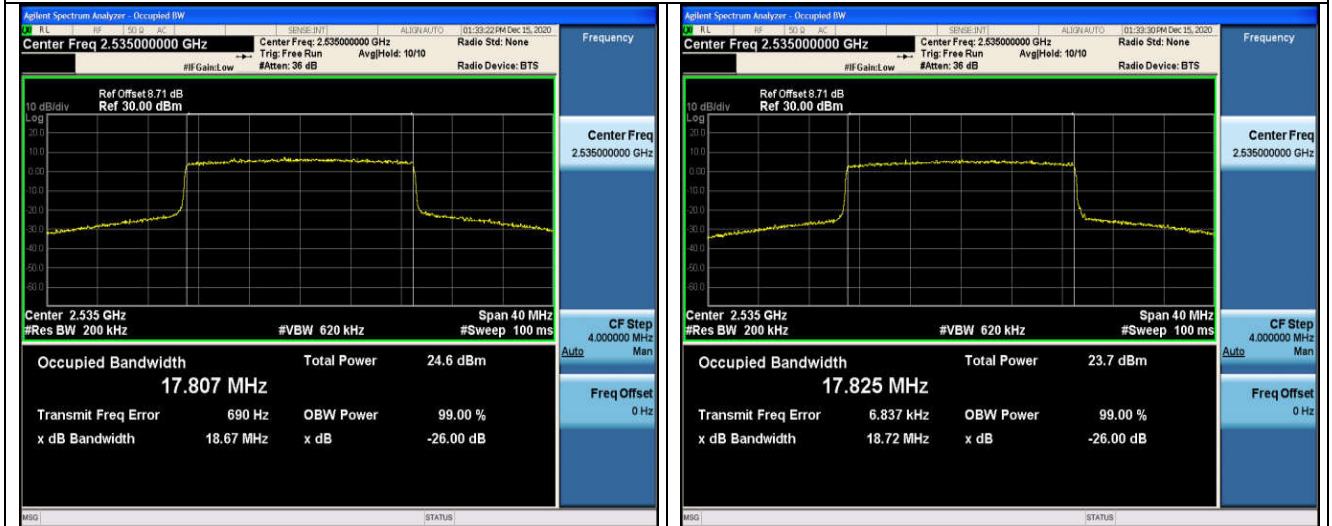 Agilent Spectrum Analyzer - Occupied BW
RL RF 50 Ω AC SENSE:INT ALIGN AUTO 01:33:22 PM Dec 15, 2020
Center Freq 2.535000000 GHz
Center Freq: 2.535000000 GHz Radio Std: None
Trig: Free Run Avg|Hold: 10/10
#IFGain:Low #Atten: 36 dB Radio Device: BTS
Ref Offset 8.71 dB
10 dB/div Ref 30.00 dBm
Log
20.0
10.0
0.00
-10.0
-20.0
-30.0
-40.0
-50.0
-60.0
Center 2.535 GHz Span 40 MHz
#Res BW 200 kHz #VBW 620 kHz #Sweep 100 ms
Occupied Bandwidth Total Power 24.6 dBm
17.807 MHz
Transmit Freq Error 690 Hz OBW Power 99.00 %
x dB Bandwidth 18.67 MHz x dB -26.00 dB
MSG STATUS
Frequency
Center Freq
2.535000000 GHz
CF Step
4.000000 MHz
Auto Man
Freq Offset
0 Hz
Agilent Spectrum Analyzer - Occupied BW
RL RF 50 Ω AC SENSE:INT ALIGN AUTO 01:33:30 PM Dec 15, 2020
Center Freq 2.535000000 GHz
Center Freq: 2.535000000 GHz Radio Std: None
Trig: Free Run Avg|Hold: 10/10
#IFGain:Low #Atten: 36 dB Radio Device: BTS
Ref Offset 8.71 dB
10 dB/div Ref 30.00 dBm
Log
20.0
10.0
0.00
-10.0
-20.0
-30.0
-40.0
-50.0
-60.0
Center 2.535 GHz Span 40 MHz
#Res BW 200 kHz #VBW 620 kHz #Sweep 100 ms
Occupied Bandwidth Total Power 23.7 dBm
17.825 MHz
Transmit Freq Error 6.837 kHz OBW Power 99.00 %
x dB Bandwidth 18.72 MHz x dB -26.00 dB
MSG STATUS
Frequency
Center Freq
2.535000000 GHz
CF Step
4.000000 MHz
Auto Man
Freq Offset
0 Hz